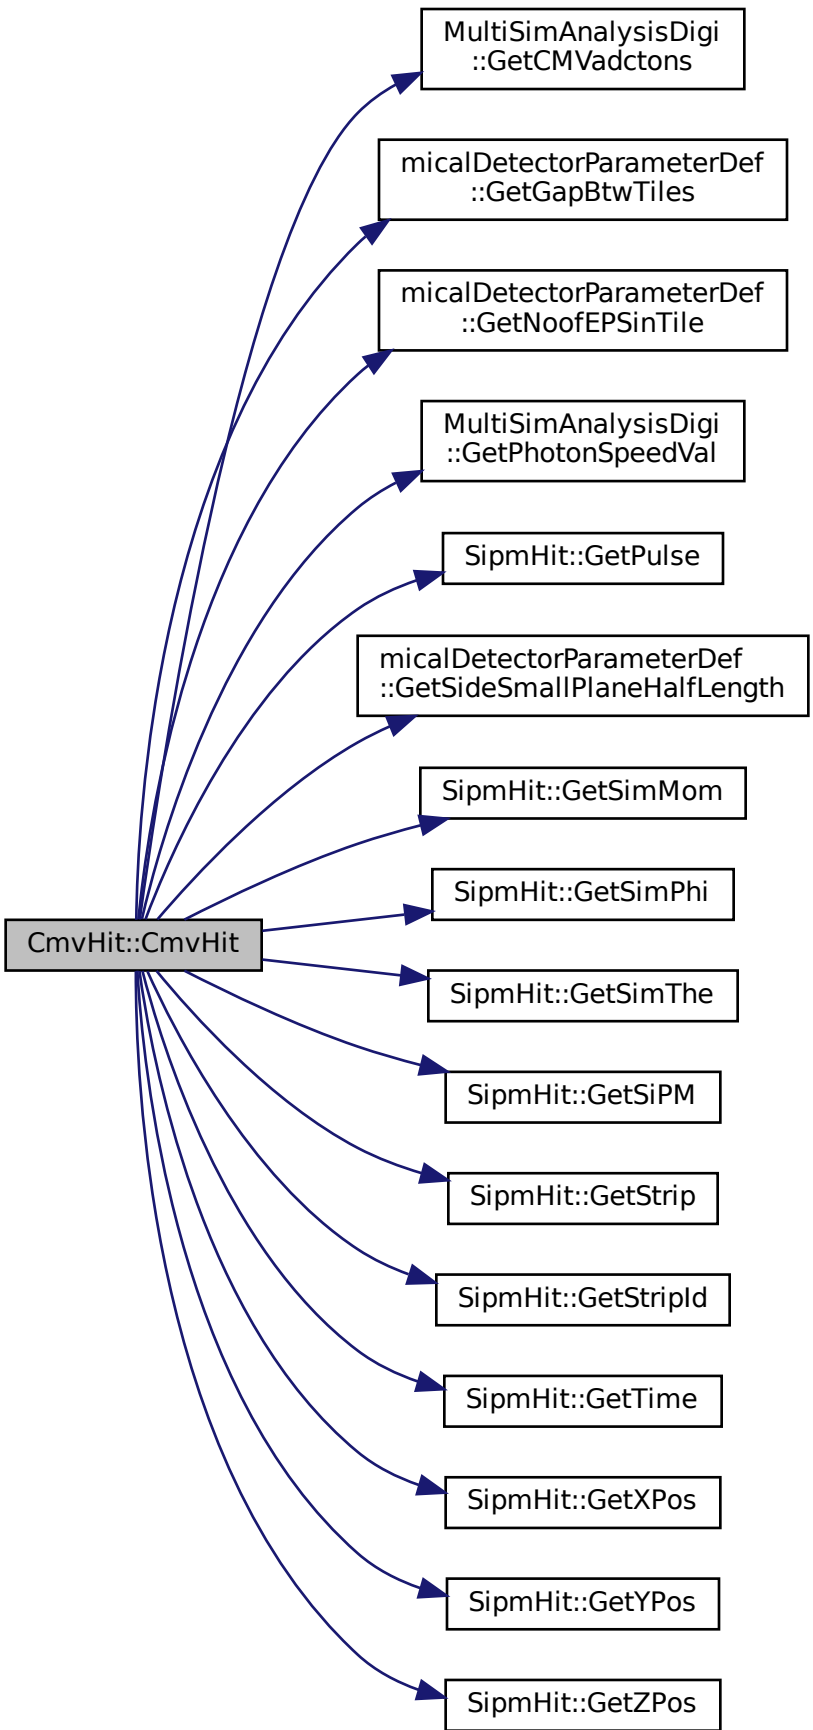 MultiSimAnalysisDigi
::GetCMVadctons
micalDetectorParameterDef
::GetGapBtwTiles
micalDetectorParameterDef
::GetNoofEPSinTile
MultiSimAnalysisDigi
::GetPhotonSpeedVal
SipmHit::GetPulse
micalDetectorParameterDef
::GetSideSmallPlaneHalfLength
SipmHit::GetSimMom
SipmHit::GetSimPhi
CmvHit::CmvHit
SipmHit::GetSimThe
SipmHit::GetSiPM
SipmHit::GetStrip
SipmHit::GetStripId
SipmHit::GetTime
SipmHit::GetXPos
SipmHit::GetYPos
SipmHit::GetZPos